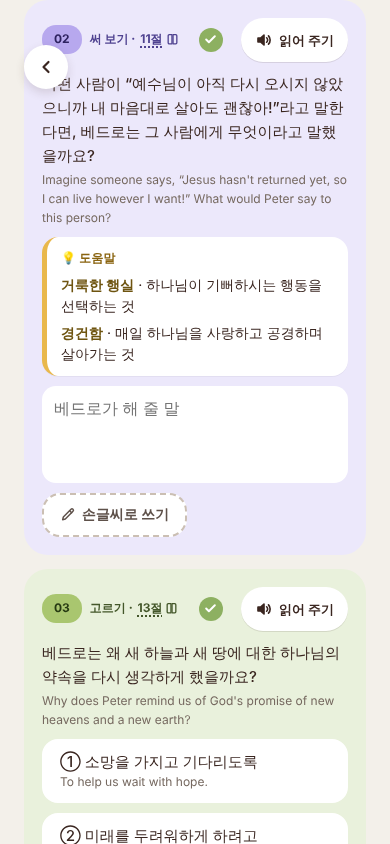 02 써 보기 · 11절 읽어 주기
떤 사람이 “예수님이 아직 다시 오시지 않았
으니까 내 마음대로 살아도 괜찮아!”라고 말한
다면, 베드로는 그 사람에게 무엇이라고 말했
을까요?
Imagine someone says, “Jesus hasn't returned yet, so
I can live however I want!” What would Peter say to
this person?
💡 도움말
거룩한 행실 · 하나님이 기뻐하시는 행동을
선택하는 것
경건함 · 매일 하나님을 사랑하고 공경하며
살아가는 것
베드로가 해 줄 말
손글씨로 쓰기
03 고르기 · 13절 읽어 주기
베드로는 왜 새 하늘과 새 땅에 대한 하나님의
약속을 다시 생각하게 했을까요?
Why does Peter remind us of God's promise of new
heavens and a new earth?
① 소망을 가지고 기다리도록
To help us wait with hope.
② 미래를 두려워하게 하려고